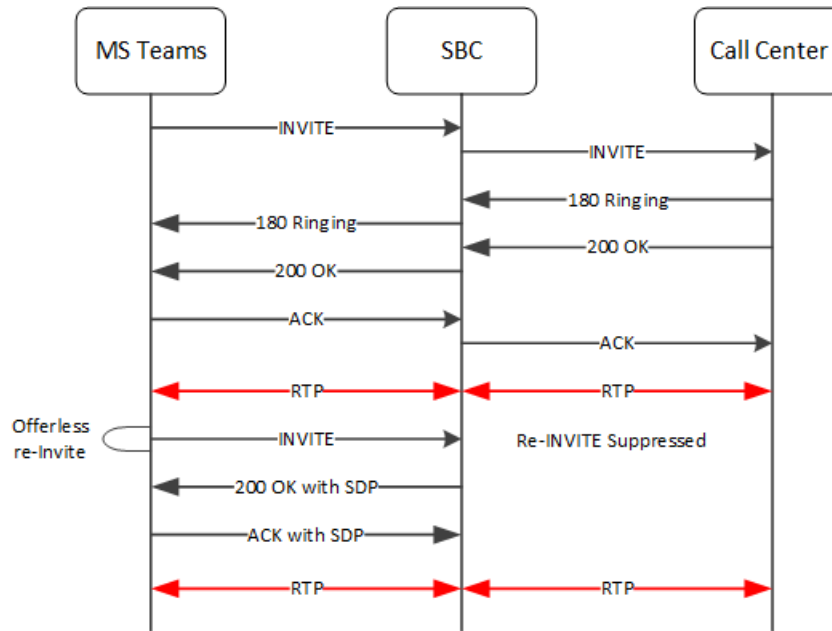 MS Teams
SBC
Call Center
INVITE
INVITE
180 Ringing
180 Ringing
200 OK
200 OK
ACK
ACK
RTP
RTP
Offerless
re-Invite
INVITE
Re-INVITE Suppressed
200 OK with SDP
ACK with SDP
RTP
RTP